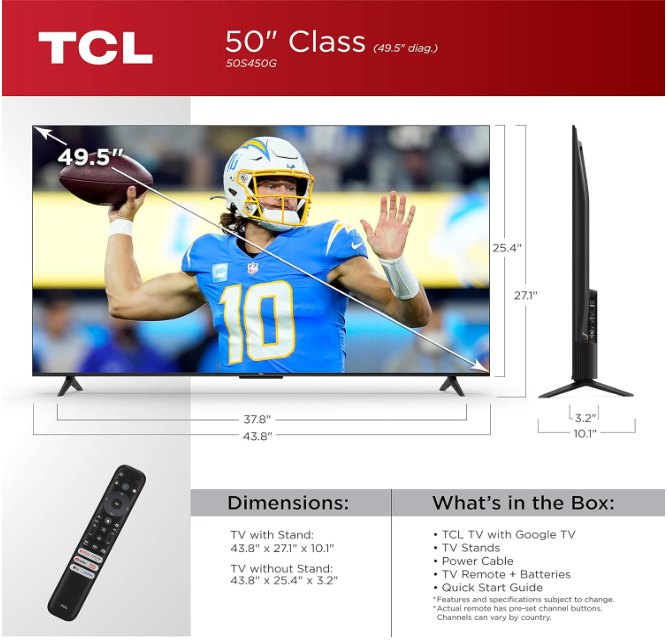 TCL
50" Class (49.5" diag.)
50S450G
49.5"
10
25.4"
27.1"
37.8"
43.8"
3.2"
10.1"
TCL
Dimensions:
TV with Stand:
43.8" x 27.1" x 10.1"
TV without Stand:
43.8" x 25.4" x 3.2"
What's in the Box:
• TCL TV with Google TV
• TV Stands
• Power Cable
• TV Remote + Batteries
• Quick Start Guide
*Features and specifications subject to change.
*Actual remote has pre-set channel buttons.
Channels can vary by country.